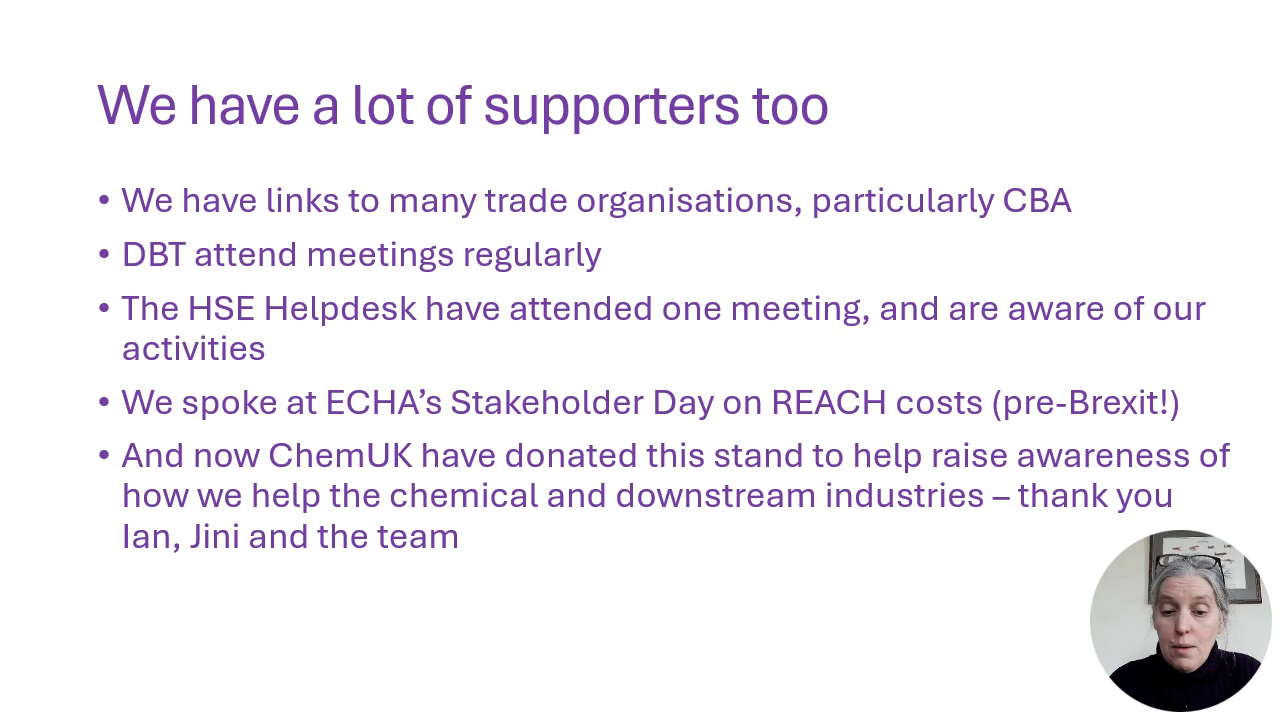 We have a lot of supporters too
• We have links to many trade organisations, particularly CBA
• DBT attend meetings regularly
• The HSE Helpdesk have attended one meeting, and are aware of our
activities
• We spoke at ECHA’s Stakeholder Day on REACH costs (pre-Brexit!)
• And now ChemUK have donated this stand to help raise awareness of
how we help the chemical and downstream industries – thank you
Ian, Jini and the team